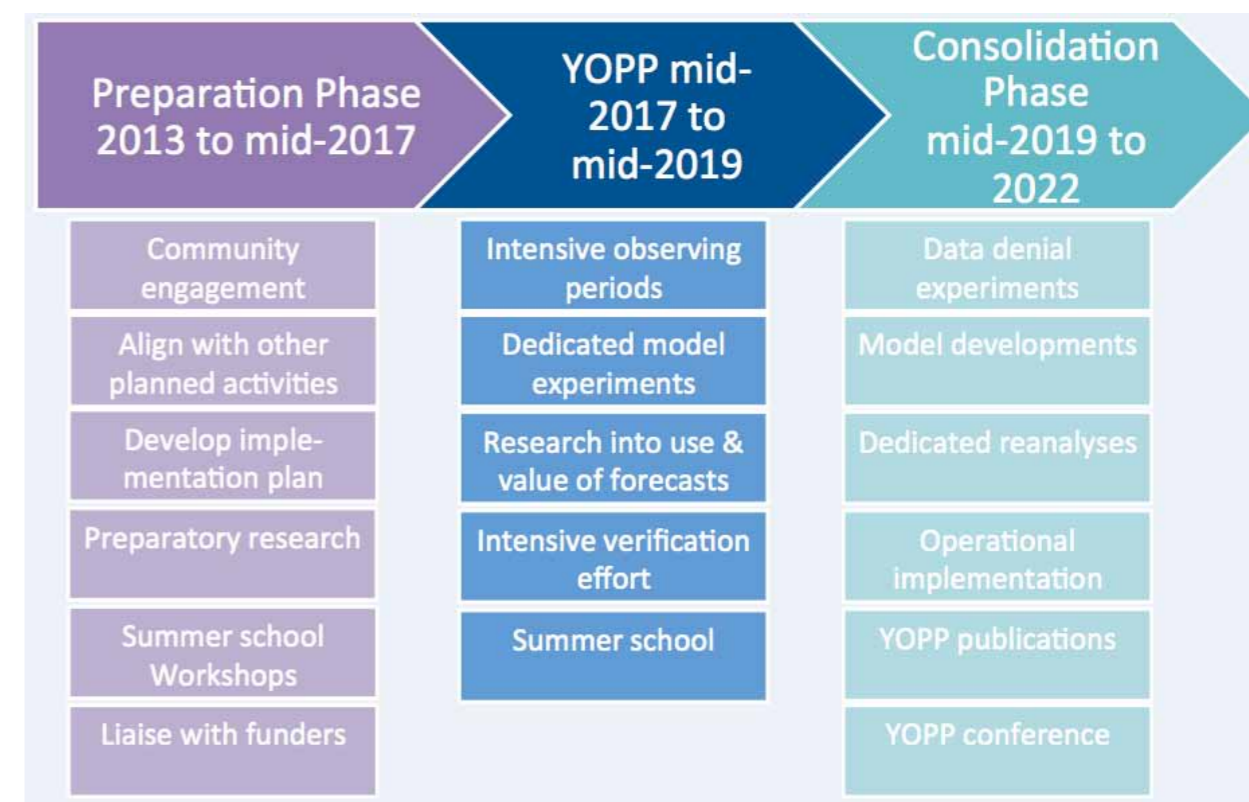 Preparation Phase
2013 to mid-2017
Community
engagement
Align with other
planned activities
Develop imple-
mentation plan
Preparatory research
Summer school
Workshops
Liaise with funders
YOPP mid-
2017 to
mid-2019
Intensive observing
periods
Dedicated model
experiments
Research into use &
value of forecasts
Intensive verification
effort
Summer school
Consolidation
Phase
mid-2019 to
2022
Data denial
experiments
Model developments
Dedicated reanalyses
Operational
implementation
YOPP publications
YOPP conference